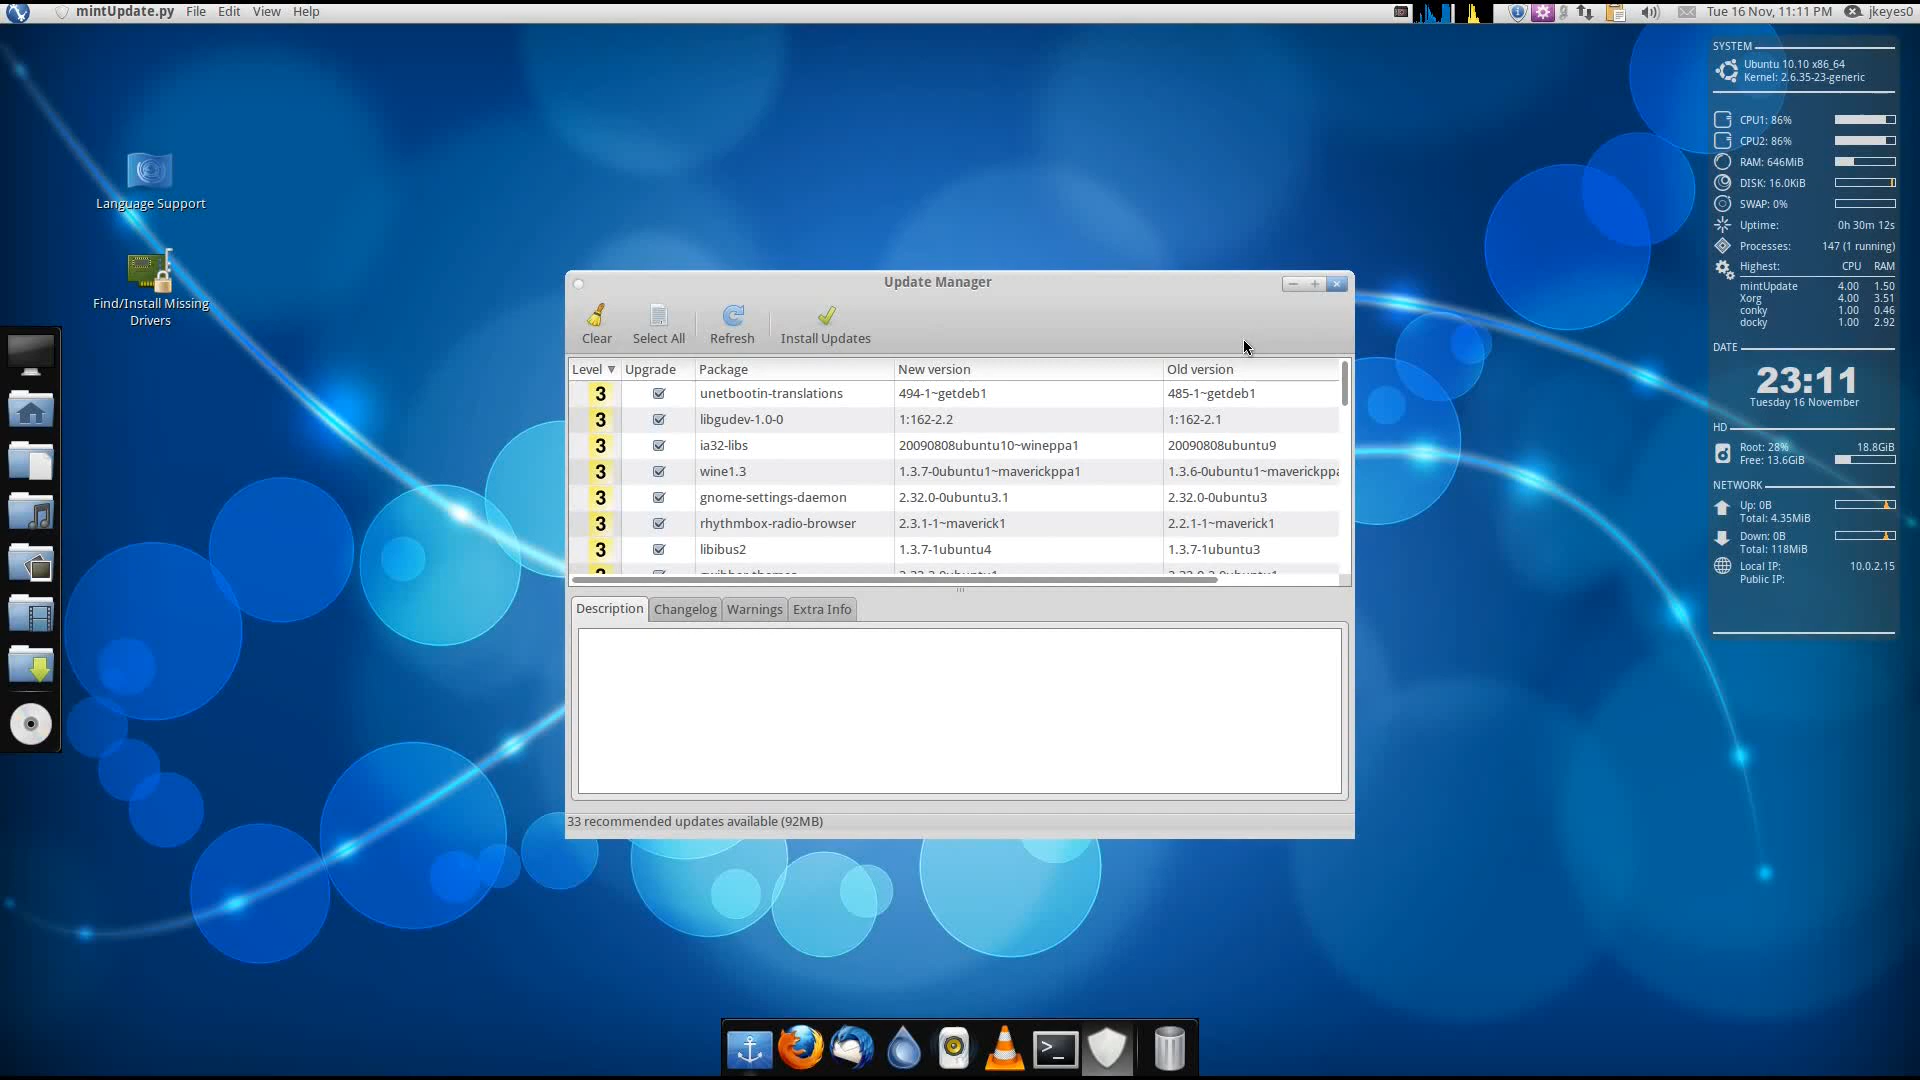 mintUpdate.py File Edit View Help
Tue 16 Nov, 11:11 PM jkeyes0
SYSTEM
Ubuntu 10.10 x86_64
Kernel: 2.6.35-23-generic
CPU1: 86%
CPU2: 86%
RAM: 646MiB
DISK: 16.0KiB
SWAP: 0%
Uptime: 0h 30m 12s
Processes: 147 (1 running)
Highest: CPU RAM
mintUpdate 4.00 1.50
Xorg 4.00 3.51
conky 1.00 0.46
docky 1.00 2.92
DATE
23:11
Tuesday 16 November
HD
Root: 28% 18.8GiB
Free: 13.6GiB
NETWORK
Up: 0B
Total: 4.35MiB
Down: 0B
Total: 118MiB
Local IP: 10.0.2.15
Public IP:
Language Support
Find/Install Missing
Drivers
Update Manager
Clear Select All Refresh Install Updates
Level Upgrade Package New version Old version
3 unetbootin-translations 494-1~getdeb1 485-1~getdeb1
3 libgudev-1.0-0 1:162-2.2 1:162-2.1
3 ia32-libs 20090808ubuntu10~wineppa1 20090808ubuntu9
3 wine1.3 1.3.7-0ubuntu1~maverickppa1 1.3.6-0ubuntu1~maverickppa
3 gnome-settings-daemon 2.32.0-0ubuntu3.1 2.32.0-0ubuntu3
3 rhythmbox-radio-browser 2.3.1-1~maverick1 2.2.1-1~maverick1
3 libibus2 1.3.7-1ubuntu4 1.3.7-1ubuntu3
Description Changelog Warnings Extra Info
33 recommended updates available (92MB)